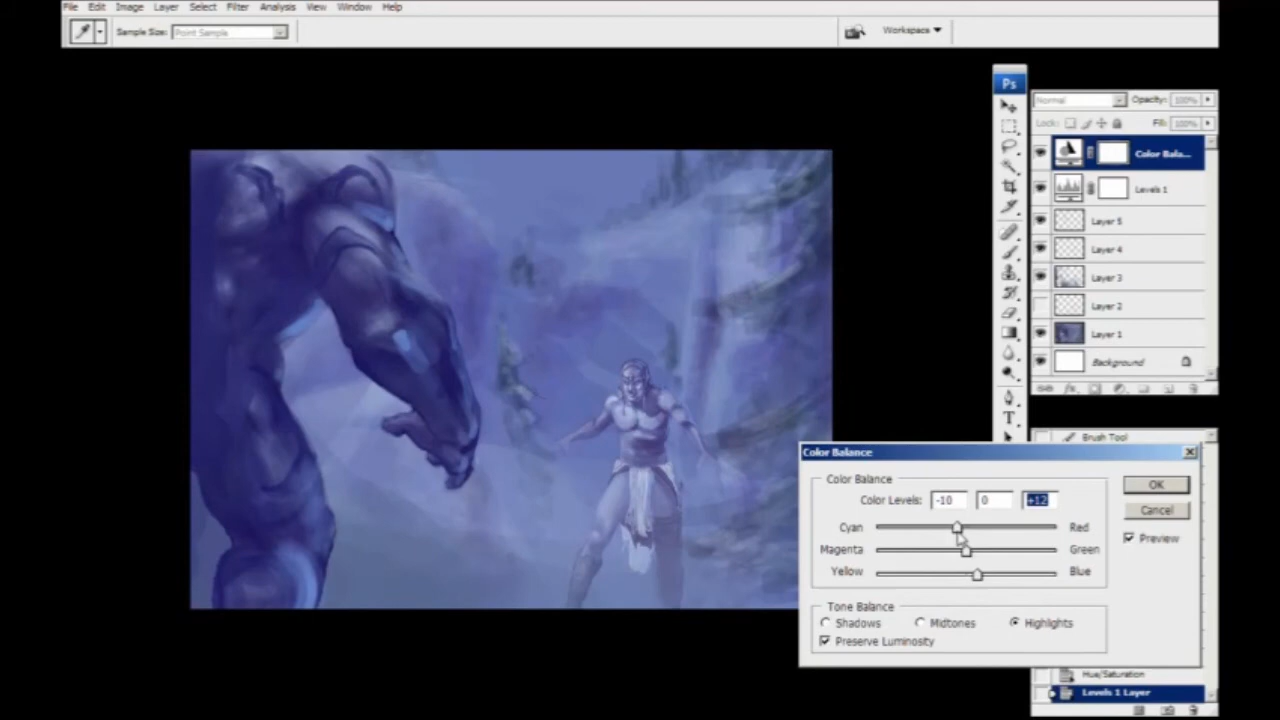 File Edit Image Layer Select Filter Analysis View Window Help
Sample Size: Point Sample
Workspace
Ps
Normal Opacity: 100%
Lock: Fill: 100%
Color Bala...
Levels 1
Layer 5
Layer 4
Layer 3
Layer 2
Layer 1
Background
T
Brush Tool
Color Balance
Color Balance
Color Levels: -10 0 +12
Cyan Red
Magenta Green
Yellow Blue
OK
Cancel
Preview
Tone Balance
Shadows Midtones Highlights
Preserve Luminosity
Hue/Saturation
Levels 1 Layer